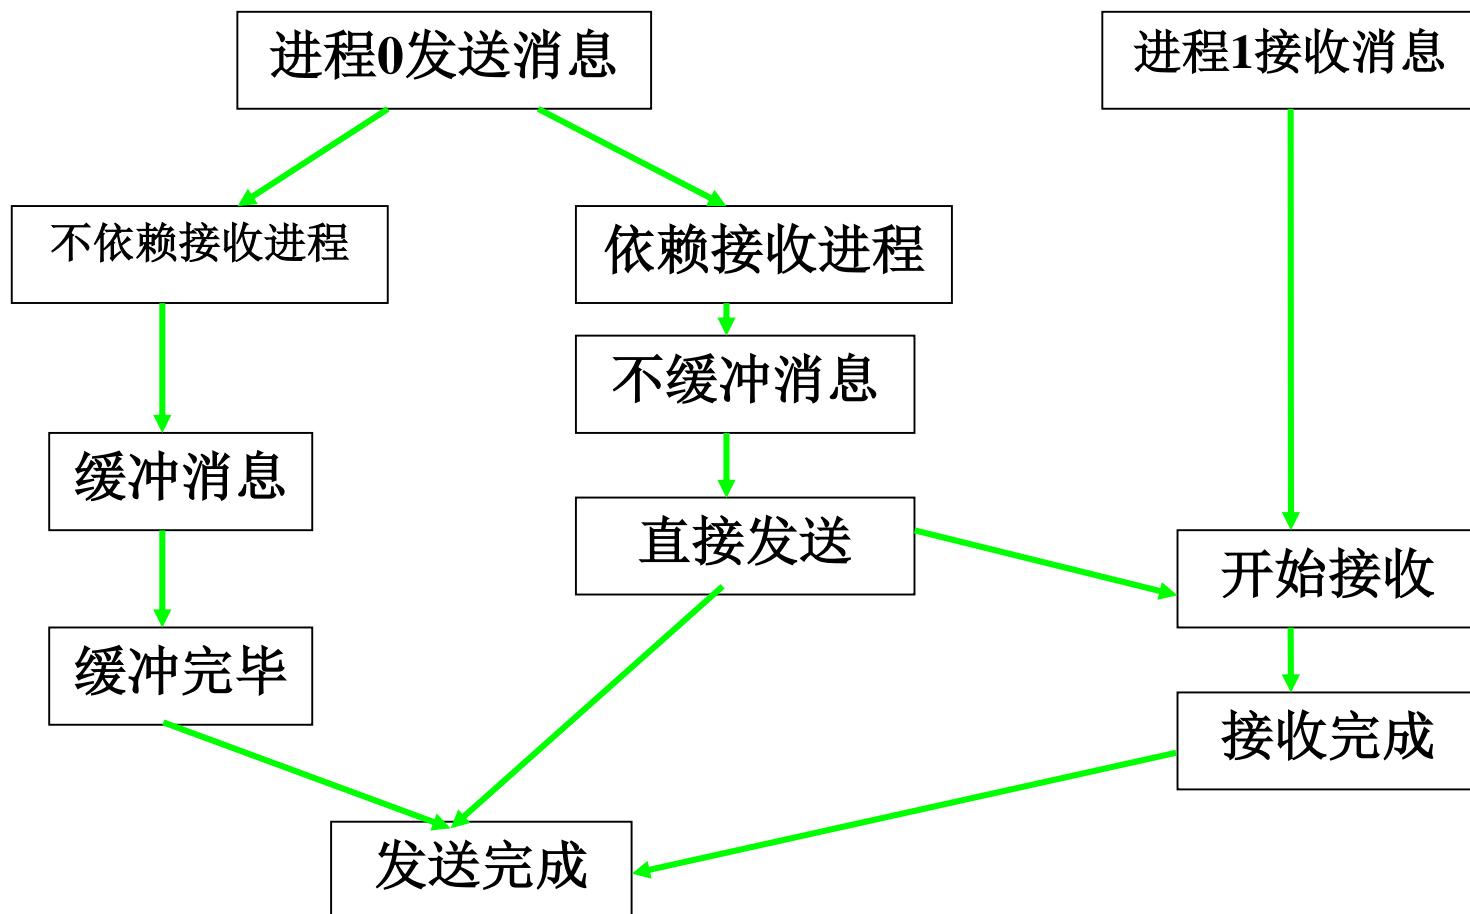 进程0发送消息
进程1接收消息
不依赖接收进程
依赖接收进程
不缓冲消息
缓冲消息
直接发送
开始接收
缓冲完毕
接收完成
发送完成